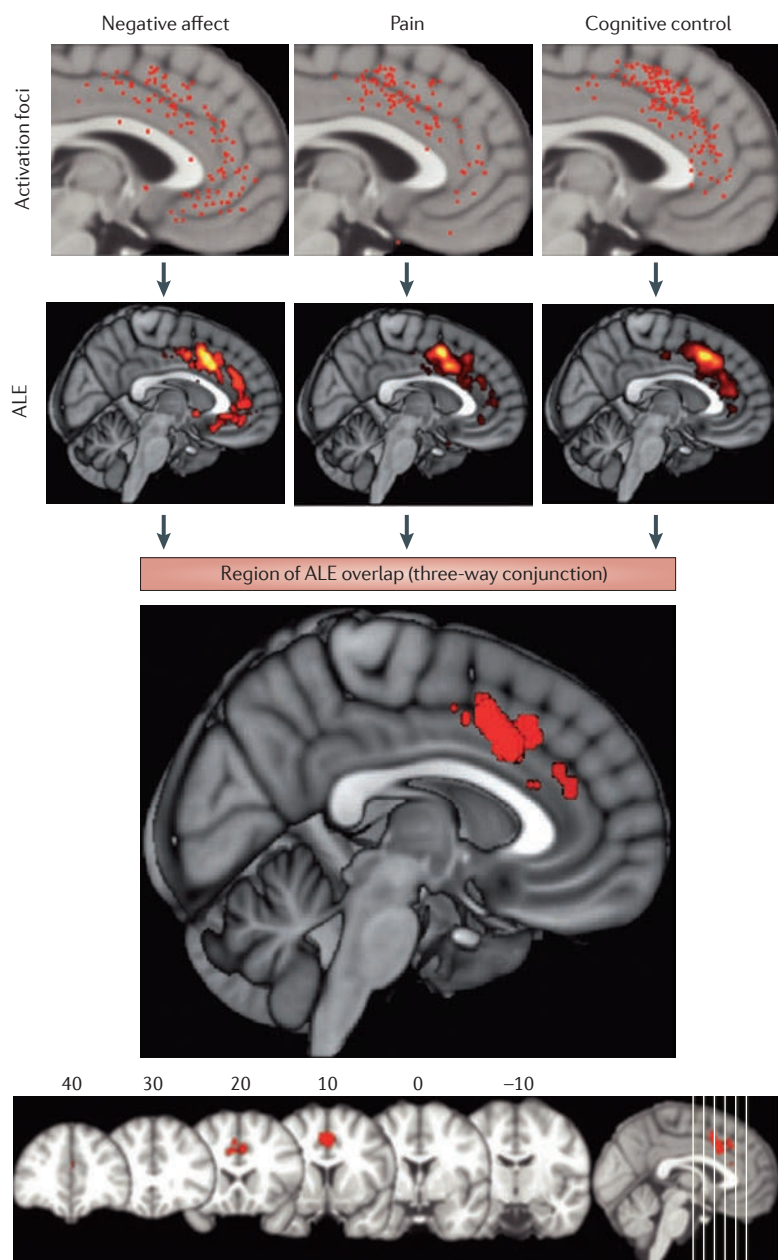 Negative affect
Pain
Cognitive control
Activation foci
ALE
Region of ALE overlap (three-way conjunction)
40
30
20
10
0
–10